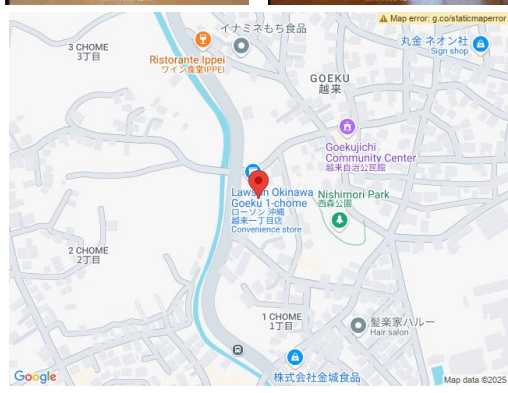 Map error: g.co/staticmaperror
イナミネもち食品
丸金 ネオン社
Sign shop
3 CHOME
3丁目
Ristorante Ippei
ワイン食堂IPPEI
GOEKU
越来
Goekujichi
Community Center
越来自治公民館
Lawson Okinawa
Goeku 1-chome
ローソン 沖縄
越来一丁目店
Convenience store
Nishimori Park
西森公園
2 CHOME
2丁目
1 CHOME
1丁目
髪楽家ハルー
Hair salon
株式会社金城食品
Google
Map data ©2025